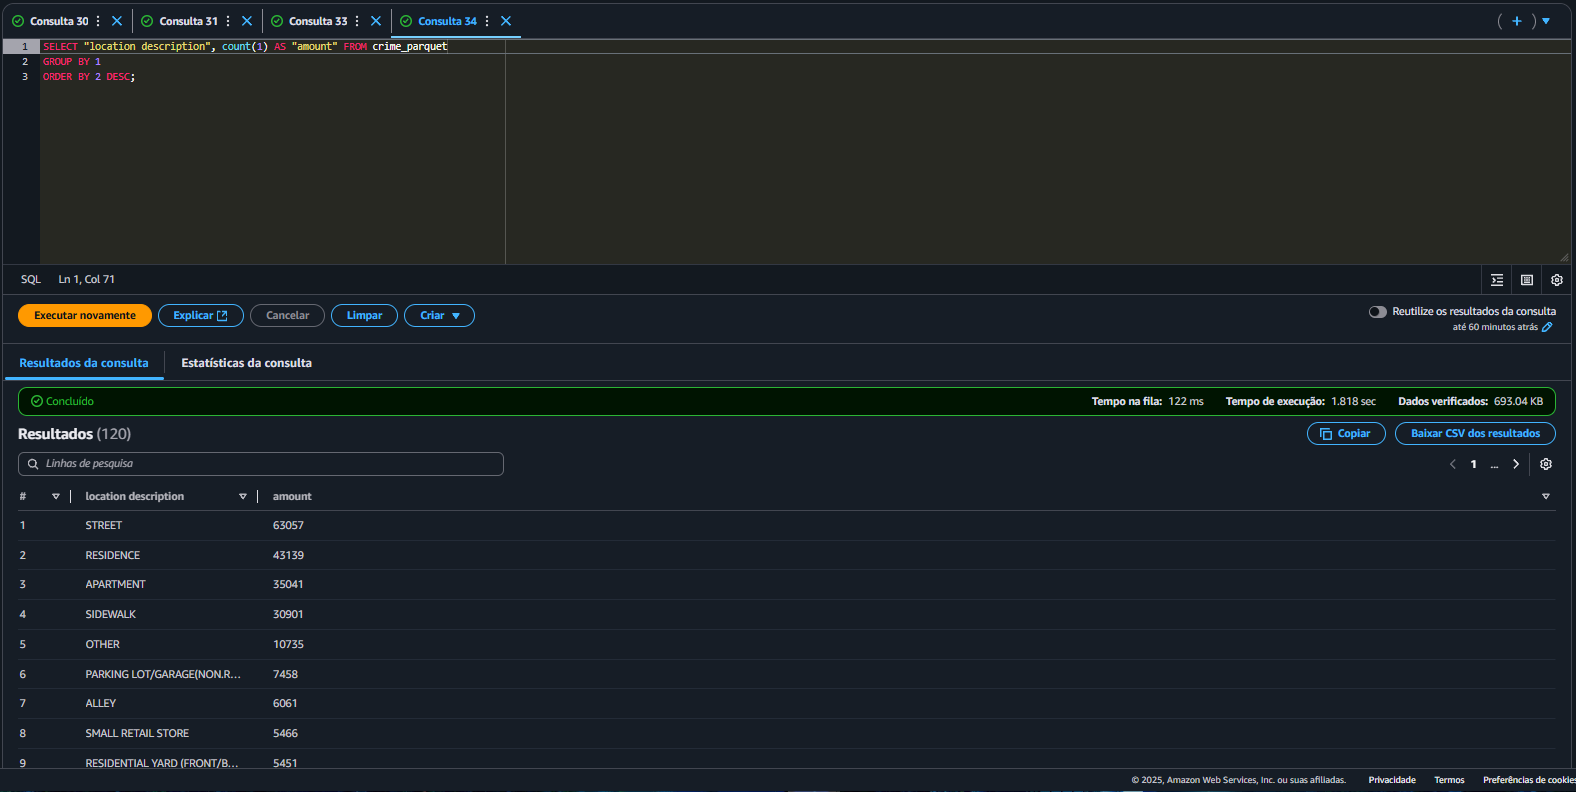 Consulta 30 Consulta 31 Consulta 33 Consulta 34
1 SELECT "location description", count(1) AS "amount" FROM crime_parquet
2 GROUP BY 1
3 ORDER BY 2 DESC;
SQL Ln 1, Col 71
Executar novamente Explicar Cancelar Limpar Criar
Reutilize os resultados da consulta
até 60 minutos atrás
Resultados da consulta Estatísticas da consulta
Concluído Tempo na fila: 122 ms Tempo de execução: 1.818 sec Dados verificados: 693.04 KB
Resultados (120) Copiar Baixar CSV dos resultados
Linhas de pesquisa 1 ...
# location description amount
1 STREET 63057
2 RESIDENCE 43139
3 APARTMENT 35041
4 SIDEWALK 30901
5 OTHER 10735
6 PARKING LOT/GARAGE(NON.R... 7458
7 ALLEY 6061
8 SMALL RETAIL STORE 5466
9 RESIDENTIAL YARD (FRONT/B... 5451
© 2025, Amazon Web Services, Inc. ou suas afiliadas. Privacidade Termos Preferências de cookies